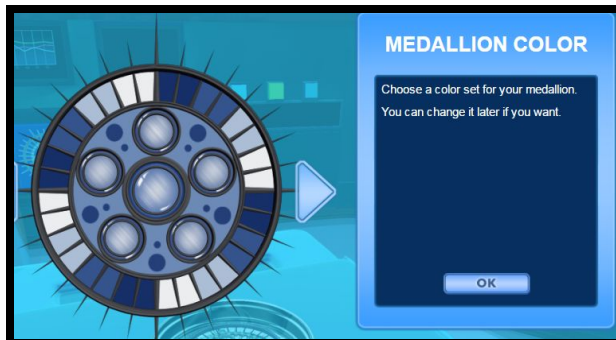 MEDALLION COLOR
Choose a color set for your medallion.
You can change it later if you want.
OK